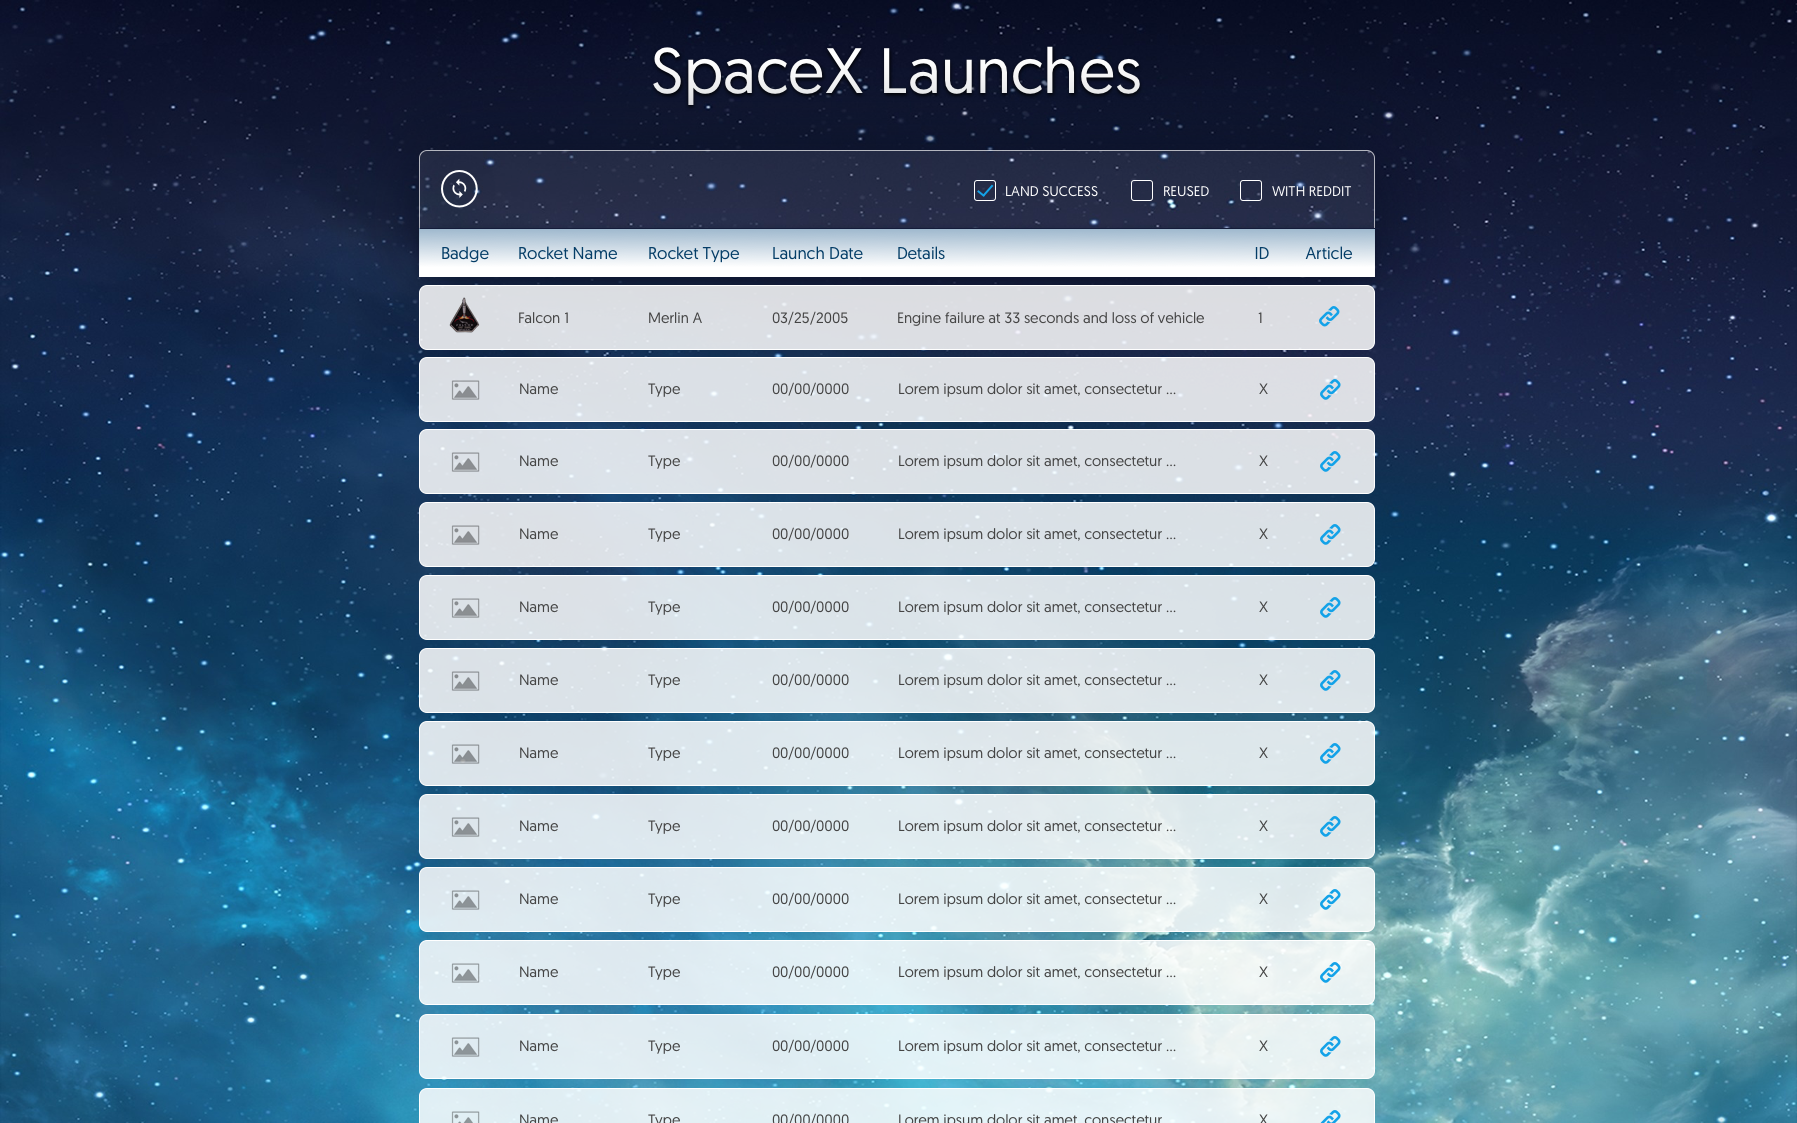 SpaceX Launches
LAND SUCCESS REUSED WITH REDDIT
Badge Rocket Name Rocket Type Launch Date Details ID Article
Falcon 1 Merlin A 03/25/2005 Engine failure at 33 seconds and loss of vehicle 1
Name Type 00/00/0000 Lorem ipsum dolor sit amet, consectetur ... X
Name Type 00/00/0000 Lorem ipsum dolor sit amet, consectetur ... X
Name Type 00/00/0000 Lorem ipsum dolor sit amet, consectetur ... X
Name Type 00/00/0000 Lorem ipsum dolor sit amet, consectetur ... X
Name Type 00/00/0000 Lorem ipsum dolor sit amet, consectetur ... X
Name Type 00/00/0000 Lorem ipsum dolor sit amet, consectetur ... X
Name Type 00/00/0000 Lorem ipsum dolor sit amet, consectetur ... X
Name Type 00/00/0000 Lorem ipsum dolor sit amet, consectetur ... X
Name Type 00/00/0000 Lorem ipsum dolor sit amet, consectetur ... X
Name Type 00/00/0000 Lorem ipsum dolor sit amet, consectetur ... X
Name Type 00/00/0000 Lorem ipsum dolor sit amet, consectetur ... X